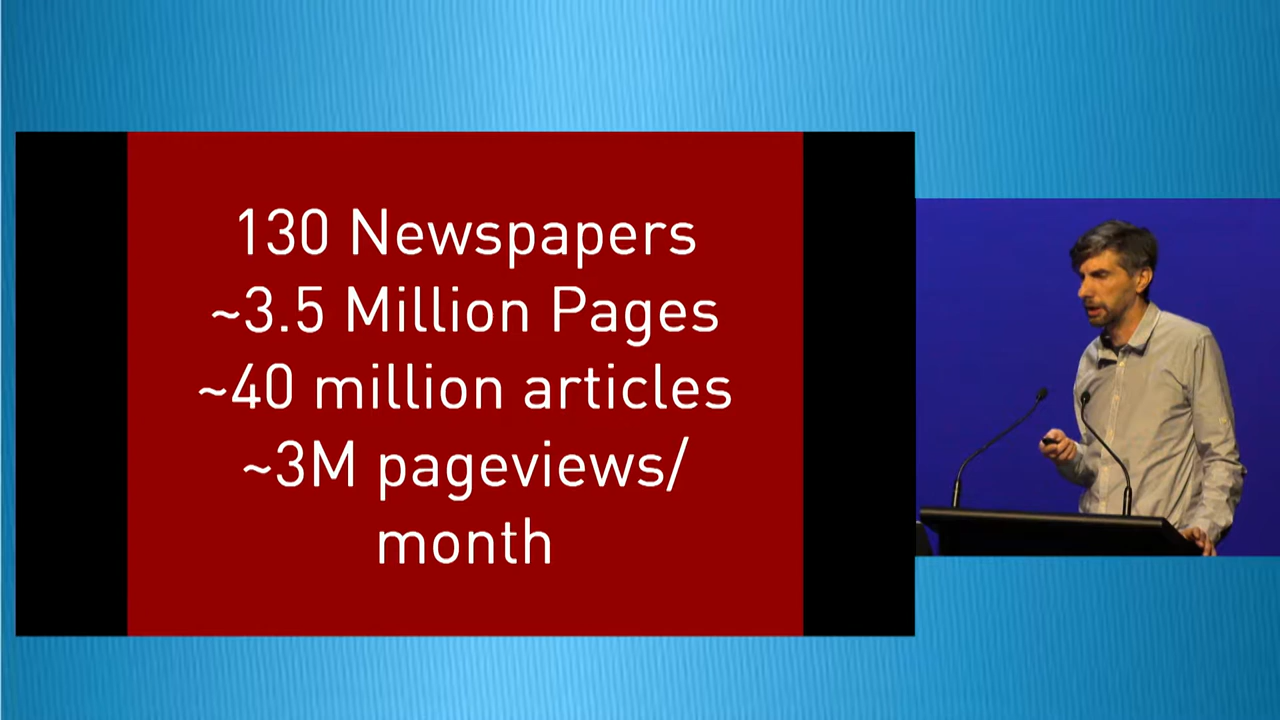 130 Newspapers
~3.5 Million Pages
~40 million articles
~3M pageviews/
month